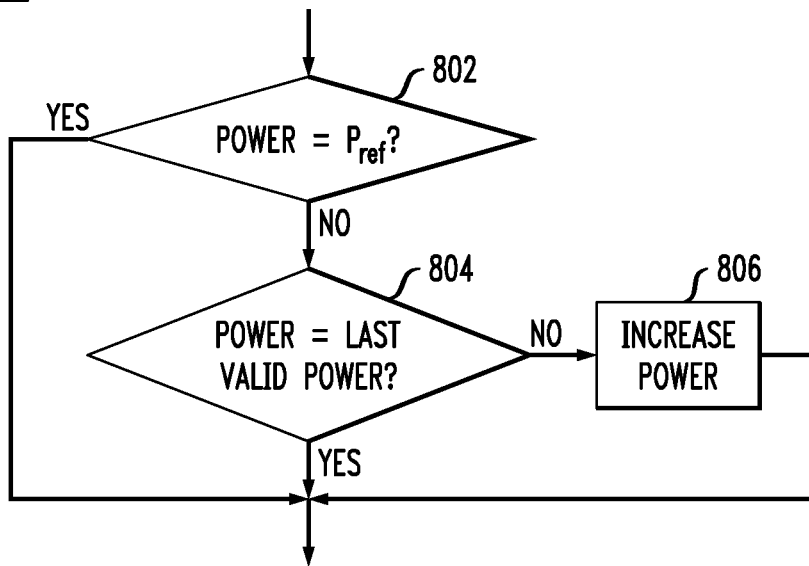 802
YES
POWER = Pref?
NO
804
POWER = LAST
VALID POWER?
NO
806
INCREASE
POWER
YES